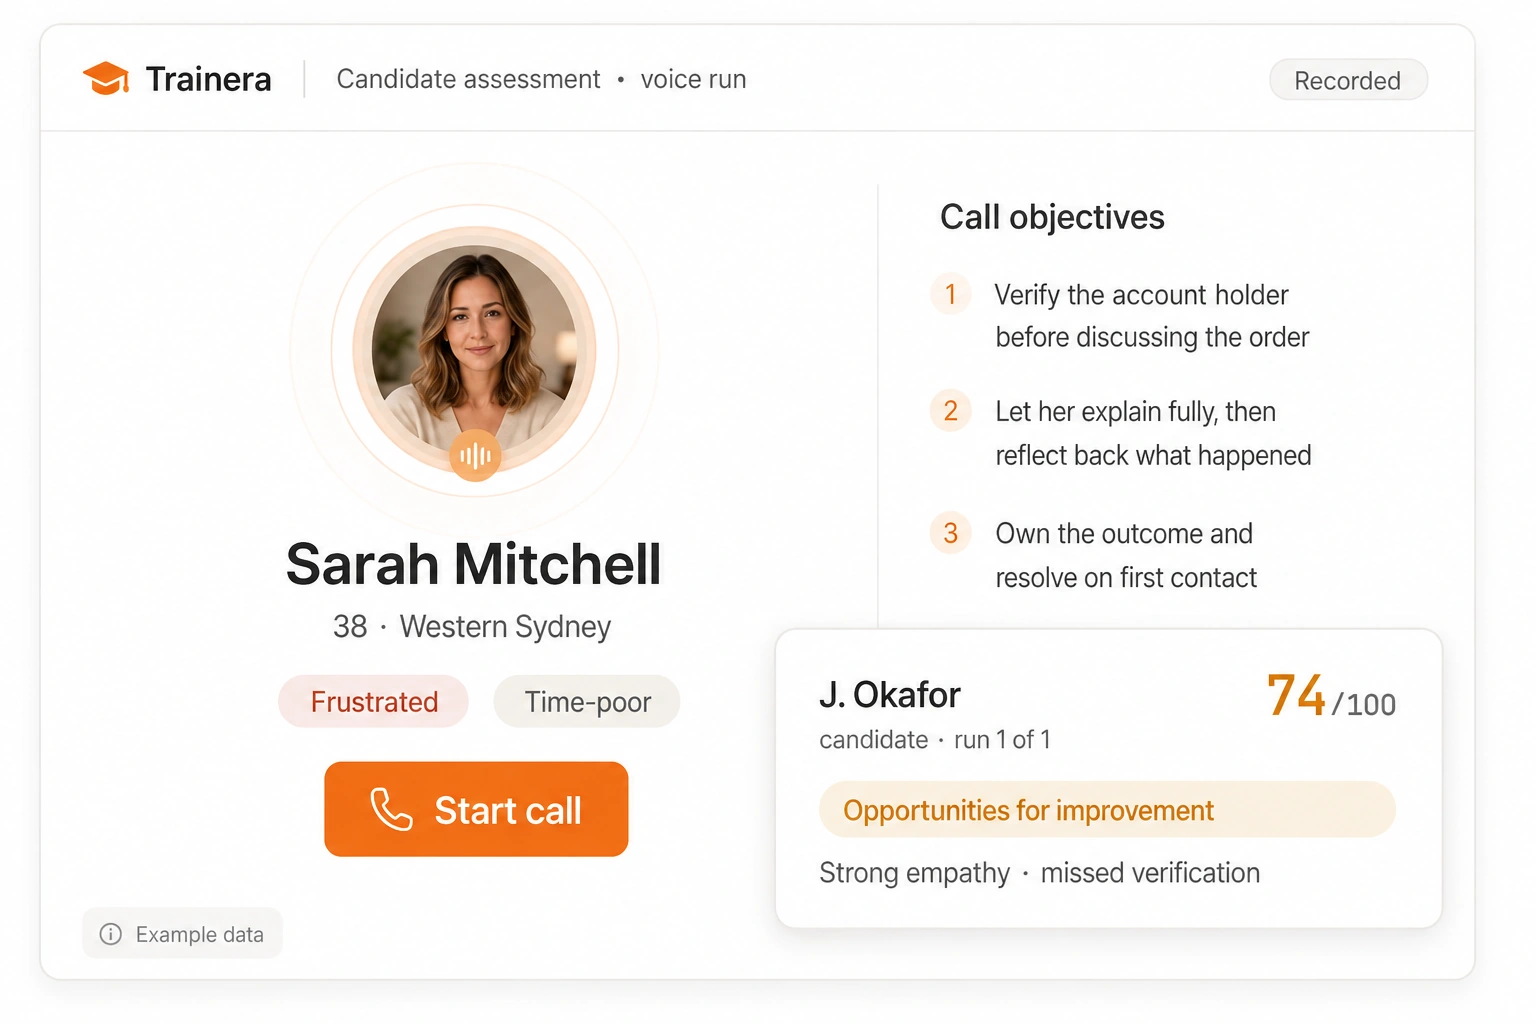 Trainera
Candidate assessment • voice run
Recorded
Sarah Mitchell
38 · Western Sydney
Frustrated
Time-poor
Start call
Example data
Call objectives
1
Verify the account holder
before discussing the order
2
Let her explain fully, then
reflect back what happened
3
Own the outcome and
resolve on first contact
J. Okafor
74/100
candidate · run 1 of 1
Opportunities for improvement
Strong empathy · missed verification